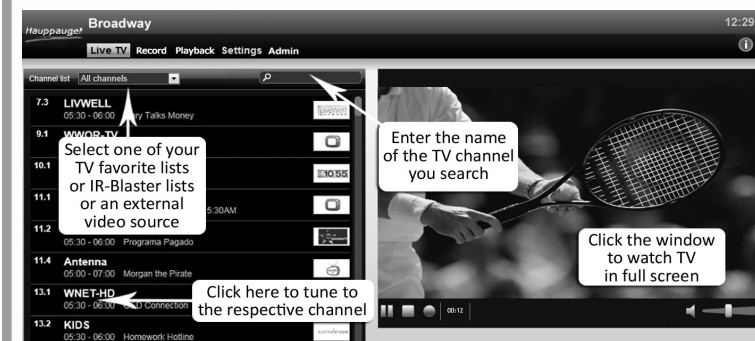 Hauppauge!
Broadway
12:29
Live TV Record Playback Settings Admin
Channel list All channels
7.3 LIVWELL
05:30 - 06:00 Talks Money
9.1 WWOR-TV
10.1
10.55
11.1
5:30AM
11.2
05:30 - 06:00 Programa Pagado
11.4 Antenna
05:00 - 07:00 Morgan the Pirate
13.1 WNET-HD
05:30 - 06:00 Connection
13.2 KIDS
05:30 - 06:00 Homework Hotline
Select one of your
TV favorite lists
or IR-Blaster lists
or an external
video source
Enter the name
of the TV channel
you search
Click here to tune to
the respective channel
Click the window
to watch TV
in full screen
00:12